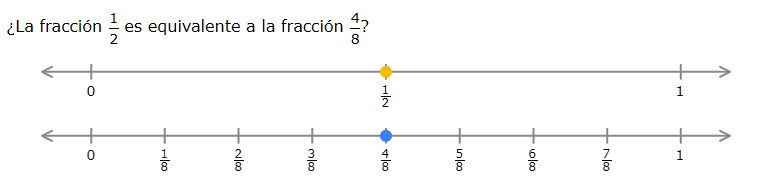 ¿La fracción 1/2 es equivalente a la fracción 4/8?
0 1/2 1
0 1/8 2/8 3/8 4/8 5/8 6/8 7/8 1